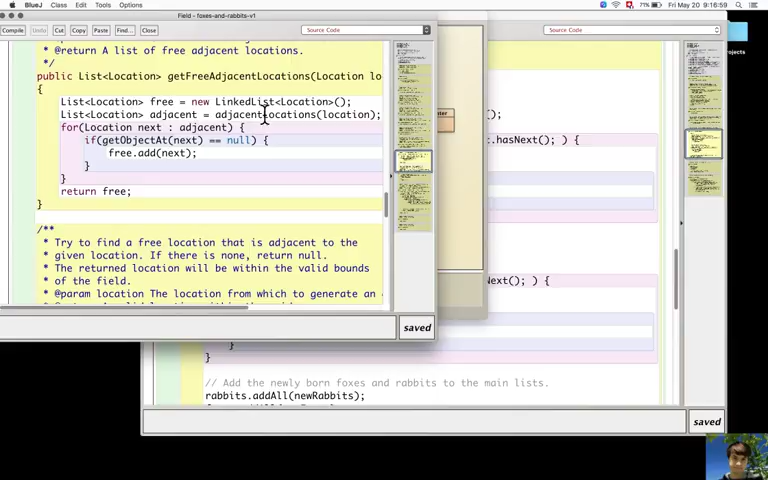 BlueJ Class Edit Tools Options 71% Fri May 20 9:16:59
Field - foxes-and-rabbits-v1
Compile Undo Cut Copy Paste Find... Close Source Code
Source Code
* @return A list of free adjacent locations.
*/
public List<Location> getFreeAdjacentLocations(Location lo
{
List<Location> free = new LinkedList<Location>();
List<Location> adjacent = adjacentLocations(location);
for(Location next : adjacent) {
if(getObjectAt(next) == null) {
free.add(next);
}
}
return free;
}
/**
* Try to find a free location that is adjacent to the
* given location. If there is none, return null.
* The returned location will be within the valid bounds
* of the field.
* @param location The location from which to generate an
saved
();
t.hasNext(); ) {
Next(); ) {
}
}
// Add the newly born foxes and rabbits to the main lists.
rabbits.addAll(newRabbits);
saved
ojects